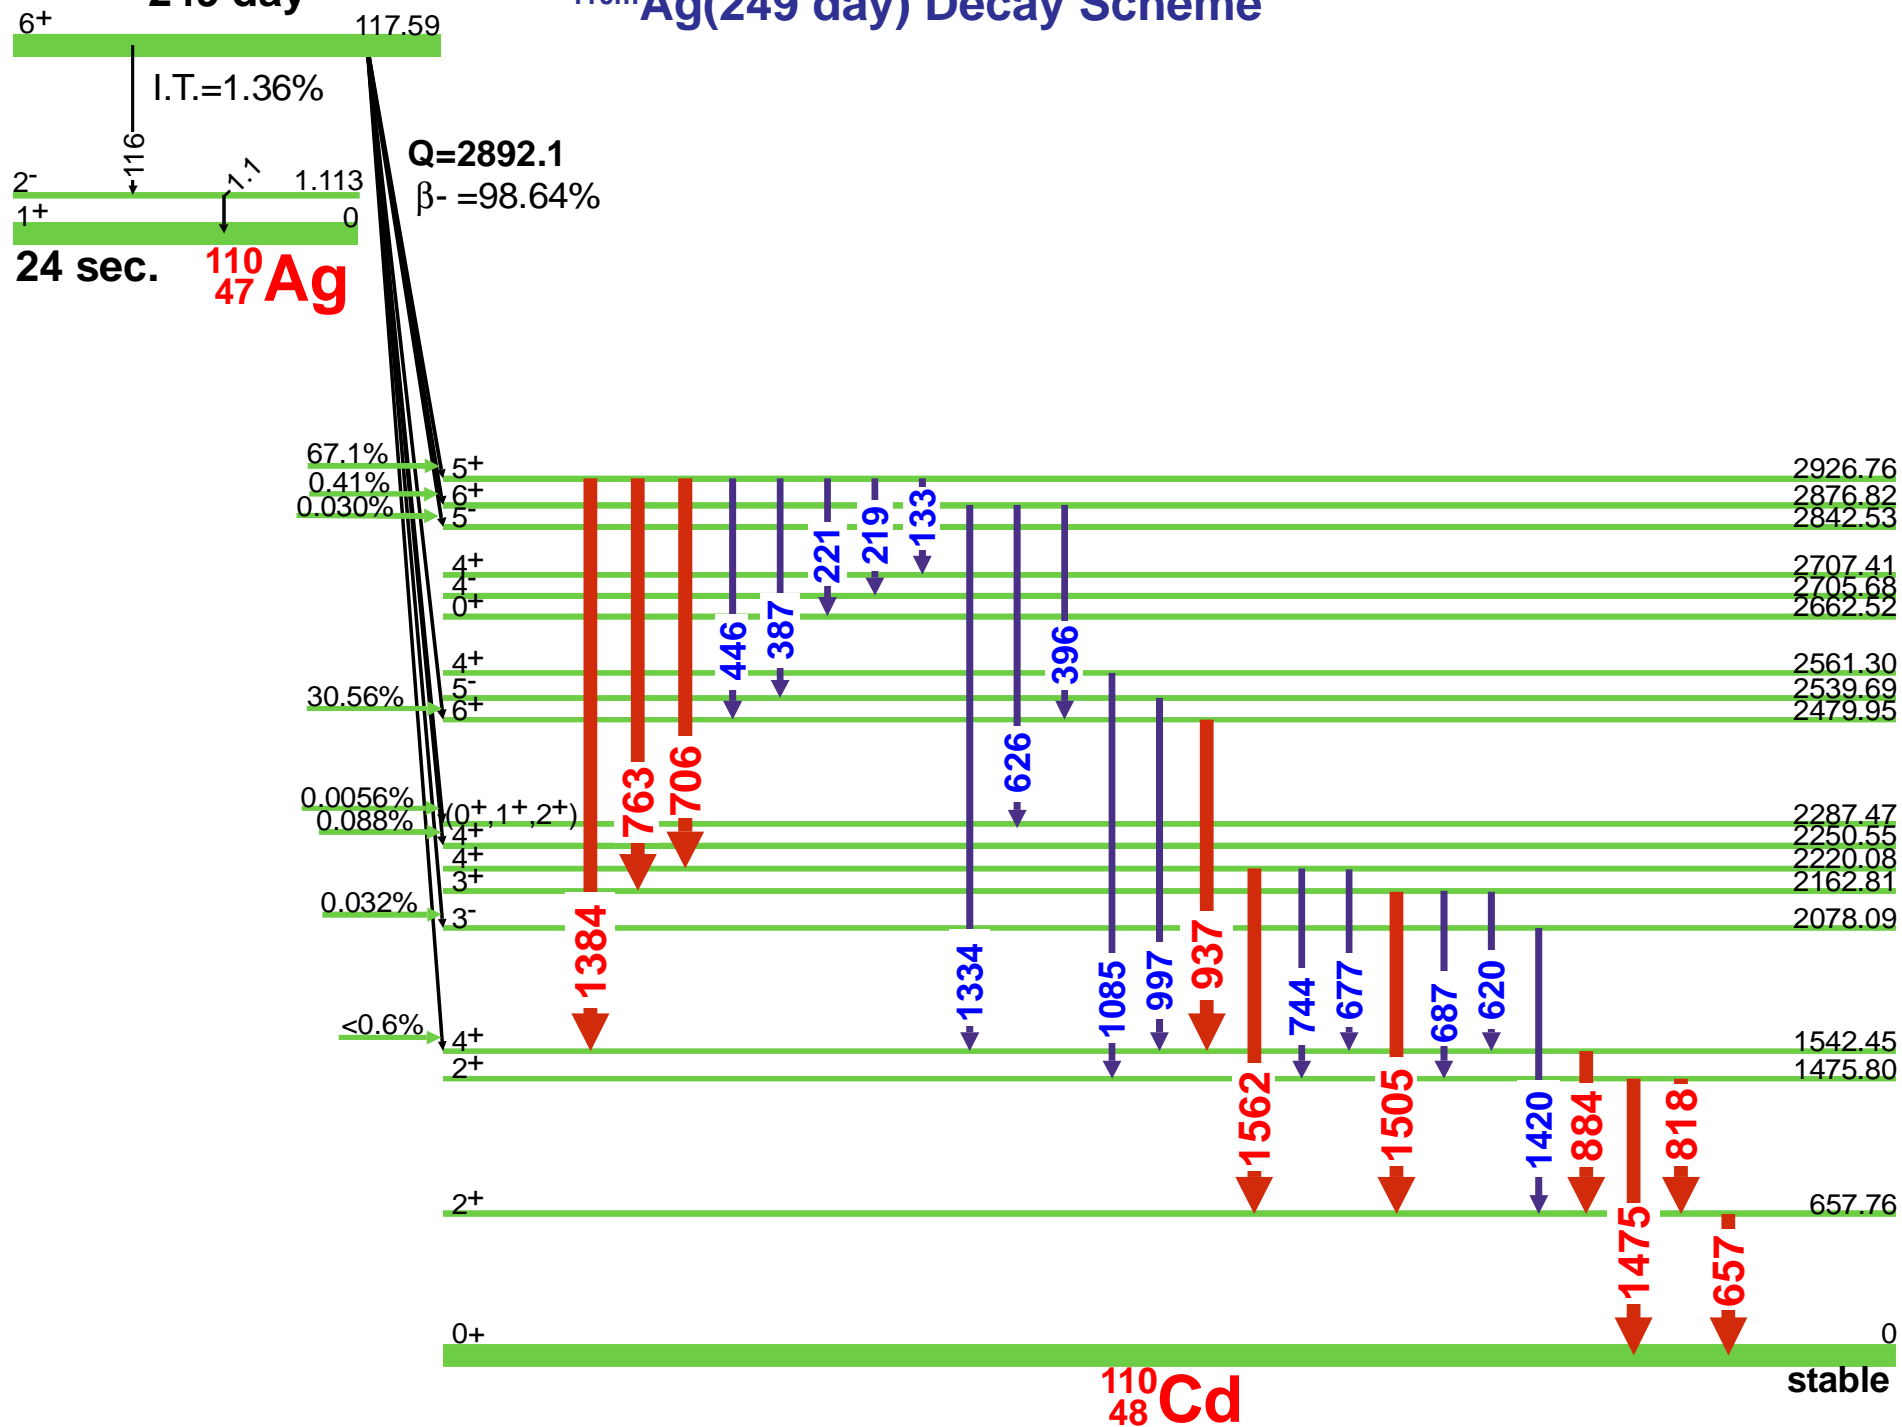 249 day
110mAg(249 day) Decay Scheme
6+ 117.59
I.T.=1.36%
116
Q=2892.1
β- =98.64%
2- 1.1 1.113
1+ 0
24 sec. 110 47 Ag
67.1% 5+ 2926.76
0.41% 6+ 2876.82
0.030% 5- 2842.53
4+ 2707.41
4- 2705.68
0+ 2662.52
4+ 2561.30
5- 2539.69
30.56% 6+ 2479.95
0.0056% (0+,1+,2+) 2287.47
0.088% 4+ 2250.55
4+ 2220.08
3+ 2162.81
0.032% 3- 2078.09
<0.6% 4+ 1542.45
2+ 1475.80
2+ 657.76
0+ 0
1384
763
706
446
387
221
219
133
1334
626
396
1085
997
937
1562
744
677
1505
687
620
1420
884
1475
818
657
stable
110 48 Cd